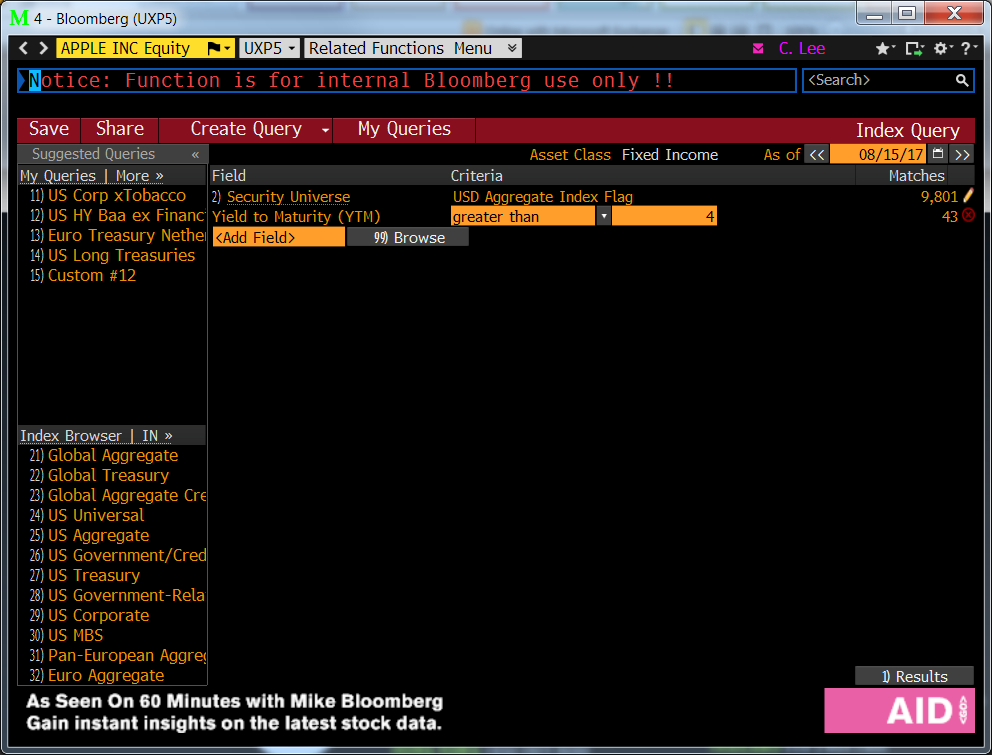 M 4 - Bloomberg (UXP5)
APPLE INC Equity UXP5 Related Functions Menu C. Lee
Notice: Function is for internal Bloomberg use only !! <Search>
Save Share Create Query My Queries Index Query
Suggested Queries « Asset Class Fixed Income As of << 08/15/17 >>
My Queries | More » Field Criteria Matches
11) US Corp xTobacco 2) Security Universe USD Aggregate Index Flag 9,801
12) US HY Baa ex Financ Yield to Maturity (YTM) greater than 4 43
13) Euro Treasury Nether <Add Field> 99) Browse
14) US Long Treasuries
15) Custom #12
Index Browser | IN »
21) Global Aggregate
22) Global Treasury
23) Global Aggregate Cre
24) US Universal
25) US Aggregate
26) US Government/Cred
27) US Treasury
28) US Government-Rela
29) US Corporate
30) US MBS
31) Pan-European Aggreg
32) Euro Aggregate
1) Results
As Seen On 60 Minutes with Mike Bloomberg
Gain instant insights on the latest stock data.
AID